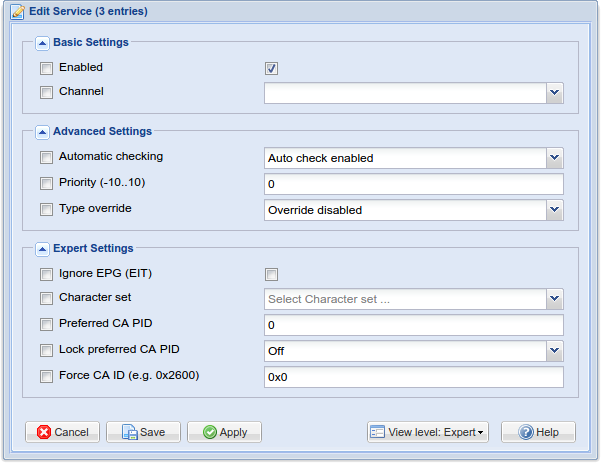 Edit Service (3 entries)
Basic Settings
Enabled
Channel
Advanced Settings
Automatic checking Auto check enabled
Priority (-10..10) 0
Type override Override disabled
Expert Settings
Ignore EPG (EIT)
Character set Select Character set ...
Preferred CA PID 0
Lock preferred CA PID Off
Force CA ID (e.g. 0x2600) 0x0
Cancel Save Apply View level: Expert Help